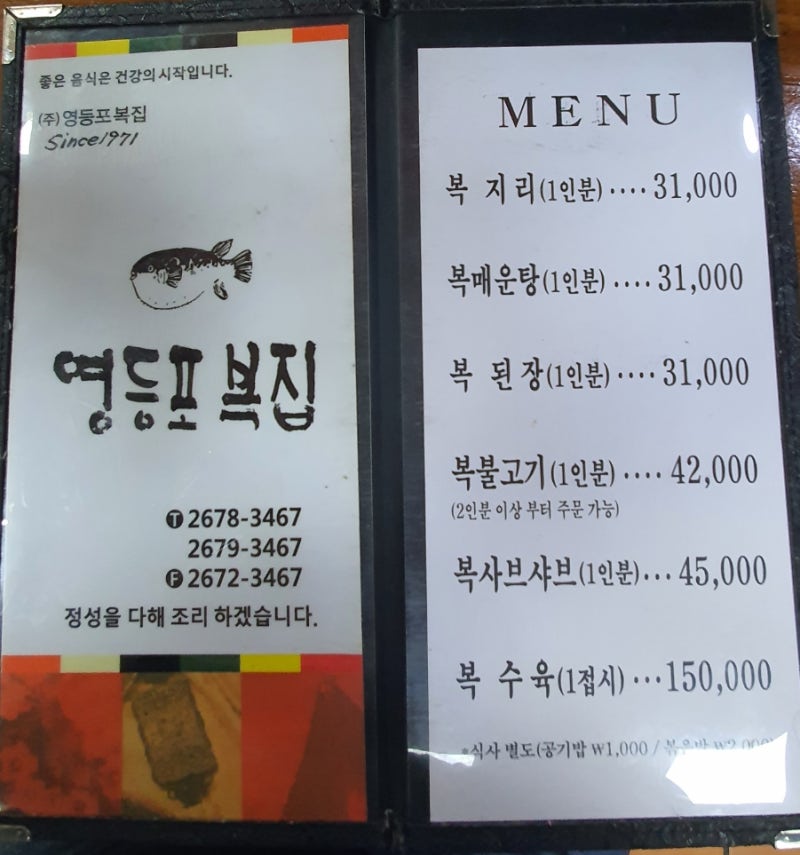 좋은 음식은 건강의 시작입니다.
(주)영등포복집
Since1971
영등포 복집
T 2678-3467
2679-3467
F 2672-3467
정성을 다해 조리 하겠습니다.
MENU
복 지리(1인분) ···· 31,000
복매운탕(1인분) ···· 31,000
복 된장(1인분) ···· 31,000
복불고기(1인분) ···· 42,000
(2인분 이상 부터 주문 가능)
복사브샤브(1인분)··· 45,000
복 수육(1접시) ···150,000
*식사 별도(공기밥 ₩1,000 / 볶음밥 ₩2,000)